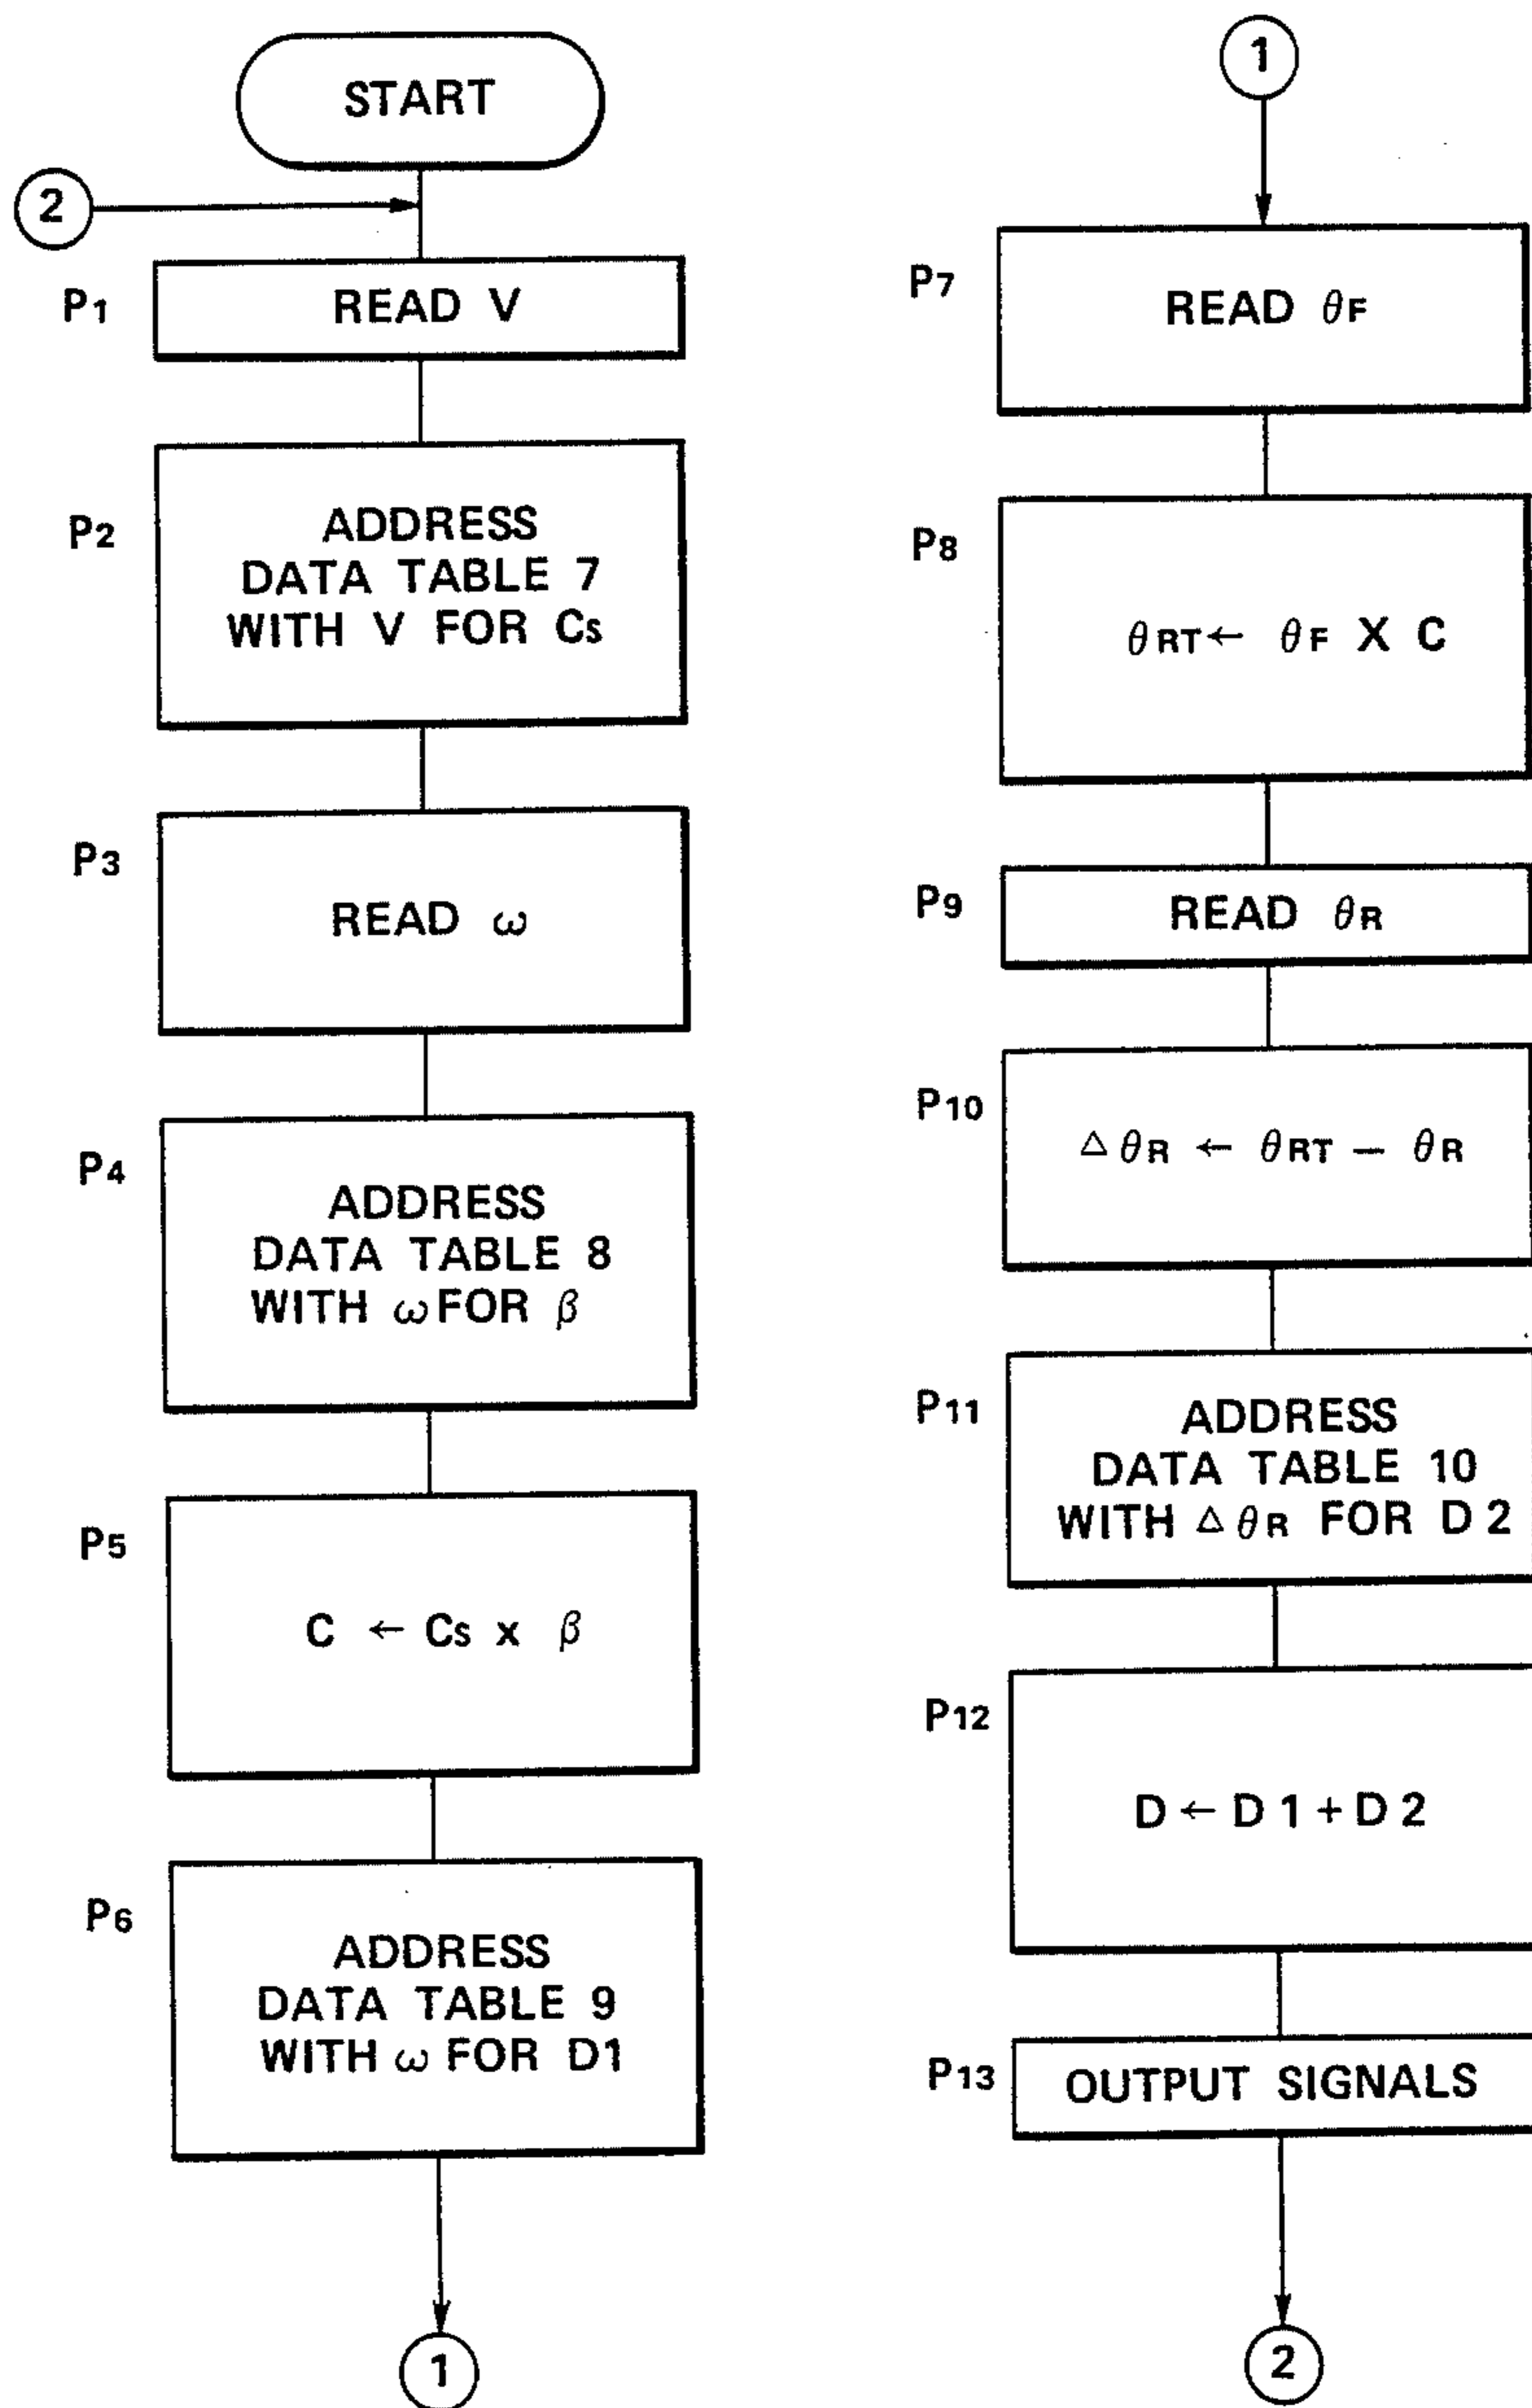 START
2
P1
READ V
P2
ADDRESS
DATA TABLE 7
WITH V FOR Cs
P3
READ ω
P4
ADDRESS
DATA TABLE 8
WITH ω FOR β
P5
C ← Cs x β
P6
ADDRESS
DATA TABLE 9
WITH ω FOR D1
1
1
P7
READ θF
P8
θRT ← θF X C
P9
READ θR
P10
△θR ← θRT — θR
P11
ADDRESS
DATA TABLE 10
WITH △θR FOR D2
P12
D ← D1 + D2
P13
OUTPUT SIGNALS
2